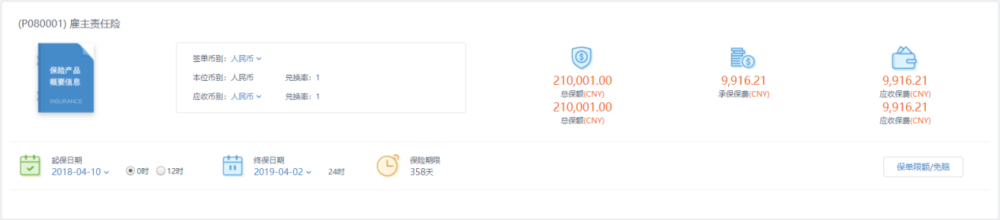 (P080001) 雇主责任险
保险产品
概要信息
INSURANCE
签单币别：人民币
本位币别：人民币 兑换率：1
应收币别：人民币 兑换率：1
210,001.00
总保额(CNY)
210,001.00
总保额(CNY)
9,916.21
承保保费(CNY)
9,916.21
应收保费(CNY)
9,916.21
应收保费(CNY)
起保日期
2018-04-10 0时 12时
终保日期
2019-04-02 24时
保险期限
358天
保单限额/免赔